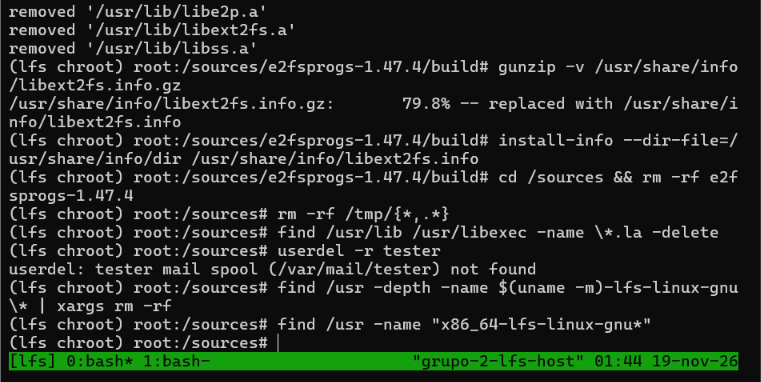 removed '/usr/lib/libe2p.a'
removed '/usr/lib/libext2fs.a'
removed '/usr/lib/libss.a'
(lfs chroot) root:/sources/e2fsprogs-1.47.4/build# gunzip -v /usr/share/info
/libext2fs.info.gz
/usr/share/info/libext2fs.info.gz:       79.8% -- replaced with /usr/share/i
nfo/libext2fs.info
(lfs chroot) root:/sources/e2fsprogs-1.47.4/build# install-info --dir-file=/
usr/share/info/dir /usr/share/info/libext2fs.info
(lfs chroot) root:/sources/e2fsprogs-1.47.4/build# cd /sources && rm -rf e2f
sprogs-1.47.4
(lfs chroot) root:/sources# rm -rf /tmp/{*,.*}
(lfs chroot) root:/sources# find /usr/lib /usr/libexec -name \*.la -delete
(lfs chroot) root:/sources# userdel -r tester
userdel: tester mail spool (/var/mail/tester) not found
(lfs chroot) root:/sources# find /usr -depth -name $(uname -m)-lfs-linux-gnu
\* | xargs rm -rf
(lfs chroot) root:/sources# find /usr -name "x86_64-lfs-linux-gnu*"
(lfs chroot) root:/sources#
[lfs] 0:bash* 1:bash-                    "grupo-2-lfs-host" 01:44 19-nov-26